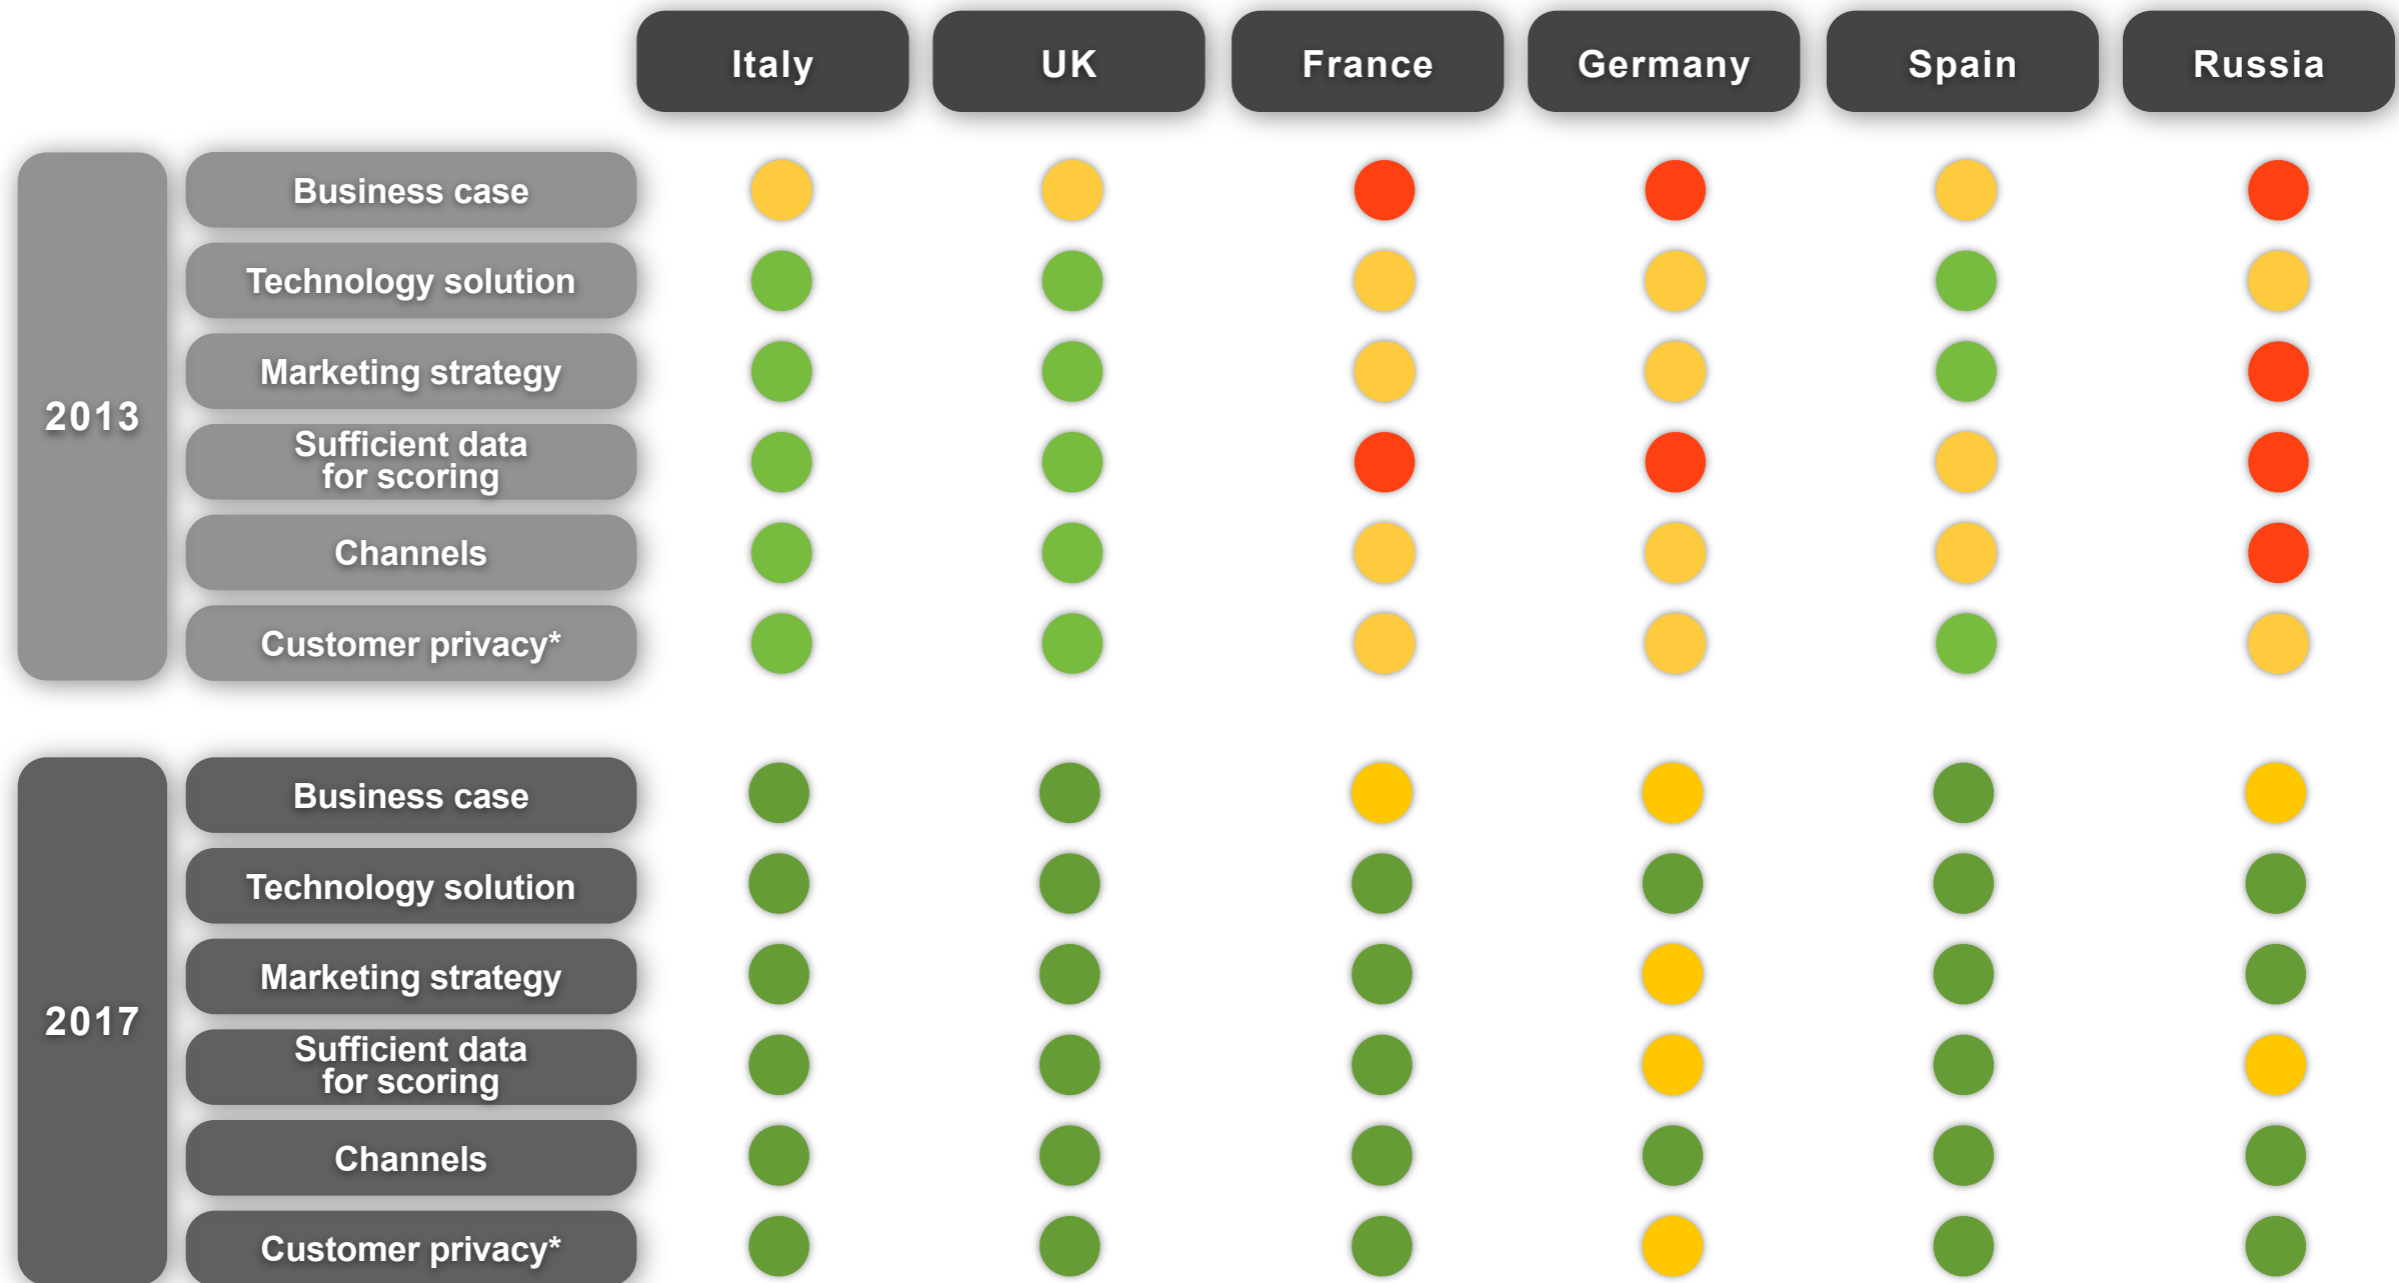 Italy
UK
France
Germany
Spain
Russia
2013
Business case
Technology solution
Marketing strategy
Sufficient data
for scoring
Channels
Customer privacy*
2017
Business case
Technology solution
Marketing strategy
Sufficient data
for scoring
Channels
Customer privacy*